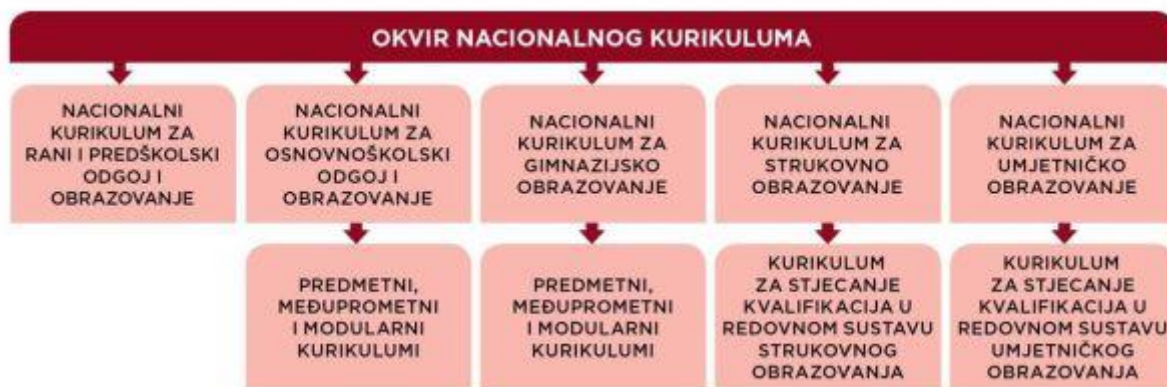 OKVIR NACIONALNOG KURIKULUMA
NACIONALNI
KURIKULUM ZA
RANI I PREDŠKOLSKI
ODGOJ I
OBRAZOVANJE
NACIONALNI
KURIKULUM ZA
OSNOVNOŠKOLSKI
ODGOJ I
OBRAZOVANJE
NACIONALNI
KURIKULUM ZA
GIMNAZIJSKO
OBRAZOVANJE
NACIONALNI
KURIKULUM ZA
STRUKOVNO
OBRAZOVANJE
NACIONALNI
KURIKULUM ZA
UMJETNIČKO
OBRAZOVANJE
PREDMETNI,
MEĐUPROMETNI
I MODULARNI
KURIKULUMI
PREDMETNI,
MEĐUPROMETNI
I MODULARNI
KURIKULUMI
KURIKULUM
ZA STJECANJE
KVALIFIKACIJA U
REDOVNOM SUSTAVU
STRUKOVNOG
OBRAZOVANJA
KURIKULUM
ZA STJECANJE
KVALIFIKACIJA U
REDOVNOM SUSTAVU
UMJETNIČKOG
OBRAZOVANJA